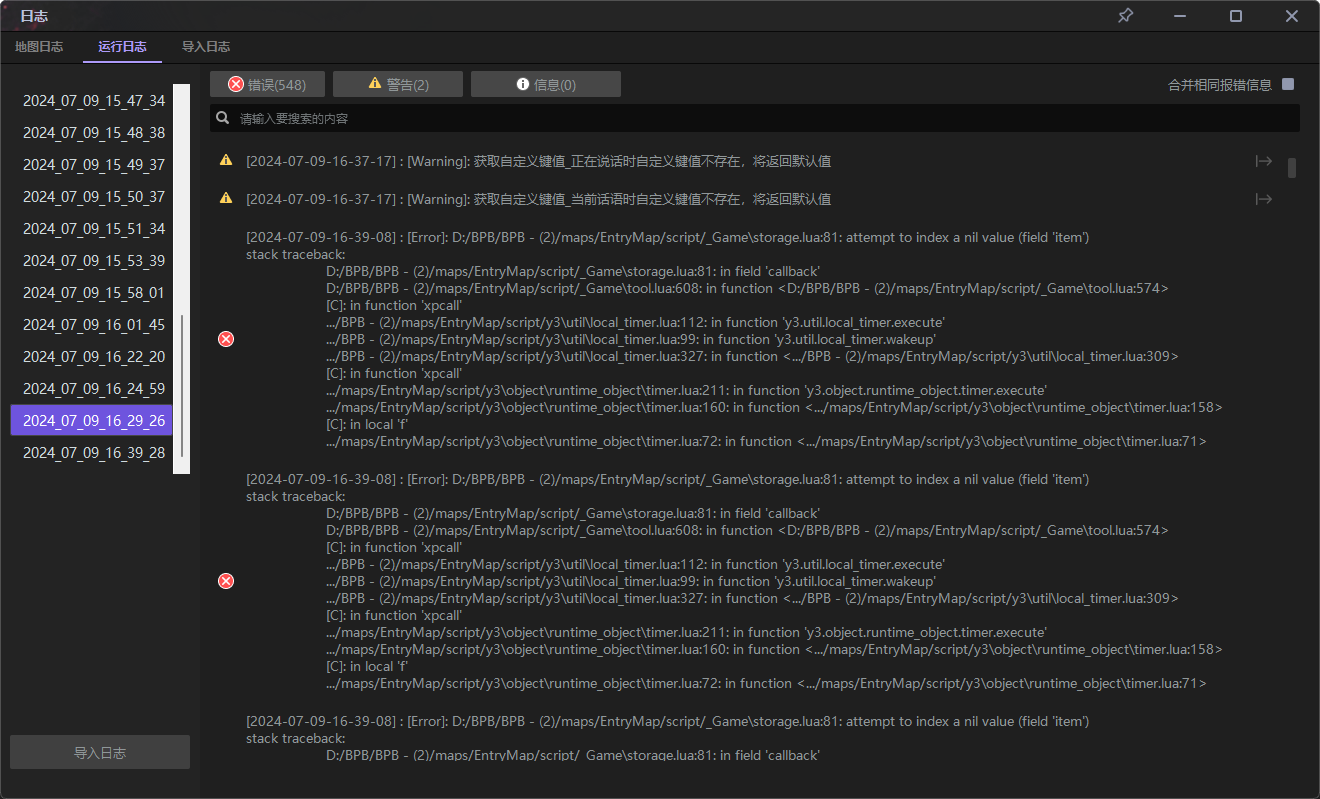 日志
地图日志
运行日志
导入日志
2024_07_09_15_47_34
2024_07_09_15_48_38
2024_07_09_15_49_37
2024_07_09_15_50_37
2024_07_09_15_51_34
2024_07_09_15_53_39
2024_07_09_15_58_01
2024_07_09_16_01_45
2024_07_09_16_22_20
2024_07_09_16_24_59
2024_07_09_16_29_26
2024_07_09_16_39_28
导入日志
错误(548)
警告(2)
信息(0)
合并相同报错信息
请输入要搜索的内容
[2024-07-09-16-37-17] : [Warning]: 获取自定义键值_正在说话时自定义键值不存在，将返回默认值
[2024-07-09-16-37-17] : [Warning]: 获取自定义键值_当前话语时自定义键值不存在，将返回默认值
[2024-07-09-16-39-08] : [Error]: D:/BPB/BPB - (2)/maps/EntryMap/script/_Game\storage.lua:81: attempt to index a nil value (field 'item')
stack traceback:
D:/BPB/BPB - (2)/maps/EntryMap/script/_Game\storage.lua:81: in field 'callback'
D:/BPB/BPB - (2)/maps/EntryMap/script/_Game\tool.lua:608: in function <D:/BPB/BPB - (2)/maps/EntryMap/script/_Game\tool.lua:574>
[C]: in function 'xpcall'
.../BPB - (2)/maps/EntryMap/script/y3\util\local_timer.lua:112: in function 'y3.util.local_timer.execute'
.../BPB - (2)/maps/EntryMap/script/y3\util\local_timer.lua:99: in function 'y3.util.local_timer.wakeup'
.../BPB - (2)/maps/EntryMap/script/y3\util\local_timer.lua:327: in function <.../BPB - (2)/maps/EntryMap/script/y3\util\local_timer.lua:309>
[C]: in function 'xpcall'
.../maps/EntryMap/script/y3\object\runtime_object\timer.lua:211: in function 'y3.object.runtime_object.timer.execute'
.../maps/EntryMap/script/y3\object\runtime_object\timer.lua:160: in function <.../maps/EntryMap/script/y3\object\runtime_object\timer.lua:158>
[C]: in local 'f'
.../maps/EntryMap/script/y3\object\runtime_object\timer.lua:72: in function <.../maps/EntryMap/script/y3\object\runtime_object\timer.lua:71>
[2024-07-09-16-39-08] : [Error]: D:/BPB/BPB - (2)/maps/EntryMap/script/_Game\storage.lua:81: attempt to index a nil value (field 'item')
stack traceback:
D:/BPB/BPB - (2)/maps/EntryMap/script/_Game\storage.lua:81: in field 'callback'
D:/BPB/BPB - (2)/maps/EntryMap/script/_Game\tool.lua:608: in function <D:/BPB/BPB - (2)/maps/EntryMap/script/_Game\tool.lua:574>
[C]: in function 'xpcall'
.../BPB - (2)/maps/EntryMap/script/y3\util\local_timer.lua:112: in function 'y3.util.local_timer.execute'
.../BPB - (2)/maps/EntryMap/script/y3\util\local_timer.lua:99: in function 'y3.util.local_timer.wakeup'
.../BPB - (2)/maps/EntryMap/script/y3\util\local_timer.lua:327: in function <.../BPB - (2)/maps/EntryMap/script/y3\util\local_timer.lua:309>
[C]: in function 'xpcall'
.../maps/EntryMap/script/y3\object\runtime_object\timer.lua:211: in function 'y3.object.runtime_object.timer.execute'
.../maps/EntryMap/script/y3\object\runtime_object\timer.lua:160: in function <.../maps/EntryMap/script/y3\object\runtime_object\timer.lua:158>
[C]: in local 'f'
.../maps/EntryMap/script/y3\object\runtime_object\timer.lua:72: in function <.../maps/EntryMap/script/y3\object\runtime_object\timer.lua:71>
[2024-07-09-16-39-08] : [Error]: D:/BPB/BPB - (2)/maps/EntryMap/script/_Game\storage.lua:81: attempt to index a nil value (field 'item')
stack traceback:
D:/BPB/BPB - (2)/maps/EntryMap/script/_Game\storage.lua:81: in field 'callback'